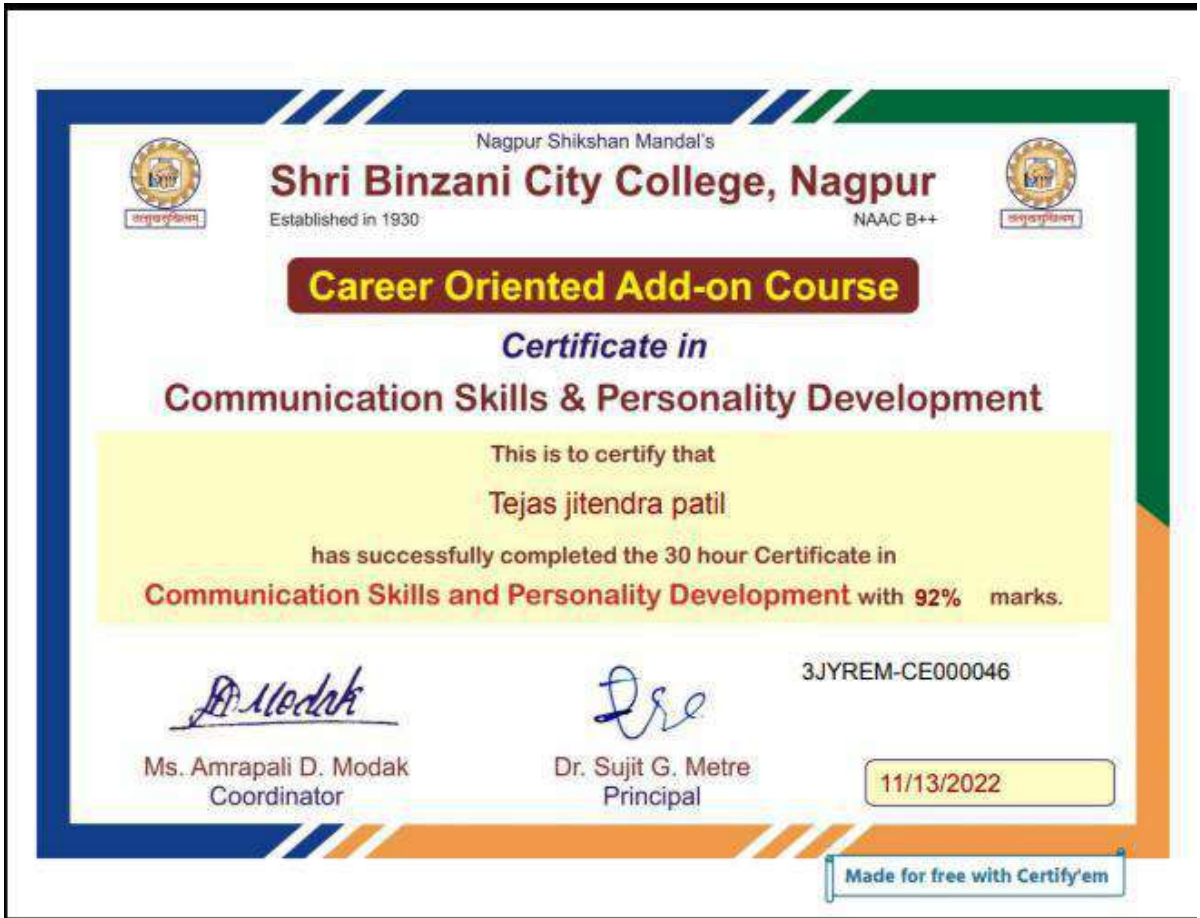 Nagpur Shikshan Mandal's
Shri Binzani City College, Nagpur
Established in 1930 NAAC B++
Career Oriented Add-on Course
Certificate in
Communication Skills & Personality Development
This is to certify that
Tejas jitendra patil
has successfully completed the 30 hour Certificate in
Communication Skills and Personality Development with 92% marks.
3JYREM-CE000046
Modak
Ms. Amrapali D. Modak
Coordinator
Dr. Sujit G. Metre
Principal
11/13/2022
Made for free with Certify'em